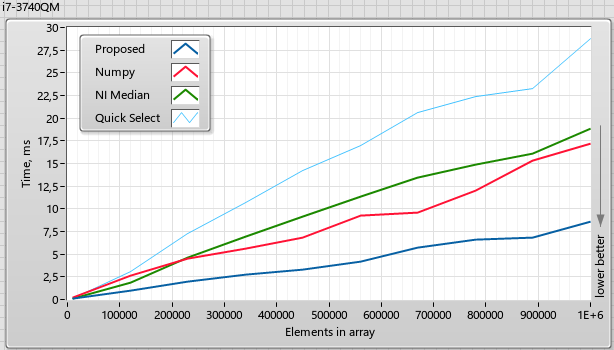 i7-3740QM
30
27,5
25
22,5
20
17,5
15
12,5
10
7,5
5
2,5
0
Time, ms
Proposed
Numpy
NI Median
Quick Select
lower better
10 100000 200000 300000 400000 500000 600000 700000 800000 900000 1E+6
Elements in array